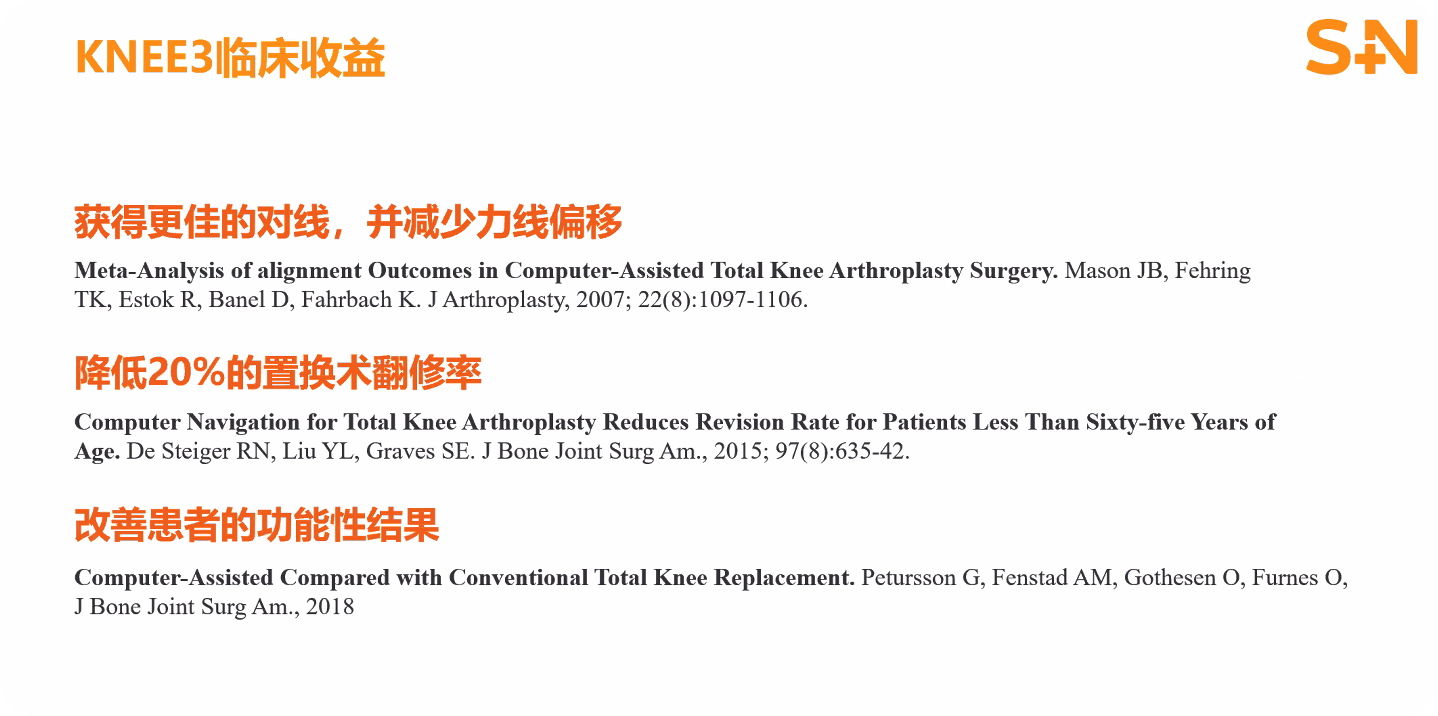 KNEE3临床收益
S+N
获得更佳的对线，并减少力线偏移
Meta-Analysis of alignment Outcomes in Computer-Assisted Total Knee Arthroplasty Surgery. Mason JB, Fehring
TK, Estok R, Banel D, Fahrbach K. J Arthroplasty, 2007; 22(8):1097-1106.
降低20%的置换术翻修率
Computer Navigation for Total Knee Arthroplasty Reduces Revision Rate for Patients Less Than Sixty-five Years of
Age. De Steiger RN, Liu YL, Graves SE. J Bone Joint Surg Am., 2015; 97(8):635-42.
改善患者的功能性结果
Computer-Assisted Compared with Conventional Total Knee Replacement. Petursson G, Fenstad AM, Gothesen O, Furnes O,
J Bone Joint Surg Am., 2018